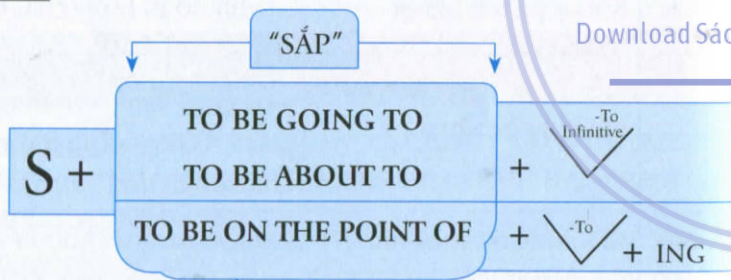 Download Sác
"SẮP"
S + TO BE GOING TO
TO BE ABOUT TO + -To Infinitive
TO BE ON THE POINT OF + -To + ING